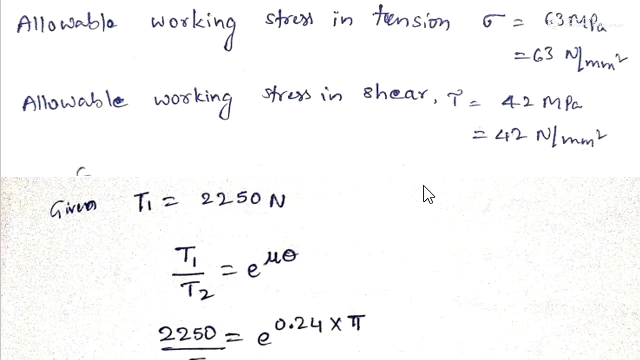 Allowable working stress in tension σ = 63 MPa
= 63 N/mm²
Allowable working stress in shear, τ = 42 MPa
= 42 N/mm²
Given T₁ = 2250 N
T₁/T₂ = e^μθ
2250 = e^0.24 × π